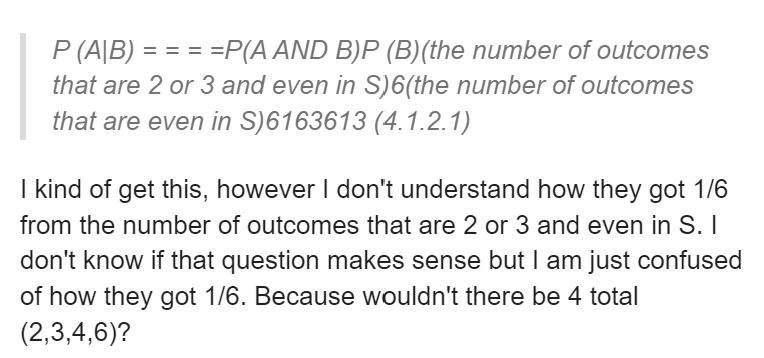 P (A|B) = = = =P(A AND B)P (B)(the number of outcomes
that are 2 or 3 and even in S)6(the number of outcomes
that are even in S)6163613 (4.1.2.1)
I kind of get this, however I don't understand how they got 1/6
from the number of outcomes that are 2 or 3 and even in S. I
don't know if that question makes sense but I am just confused
of how they got 1/6. Because wouldn't there be 4 total
(2,3,4,6)?